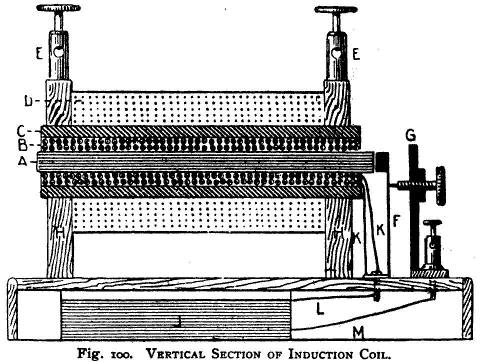 E E
D
C
B
A
G
F
K K
H H
L
J
M
Fig. 100. VERTICAL SECTION OF INDUCTION COIL.